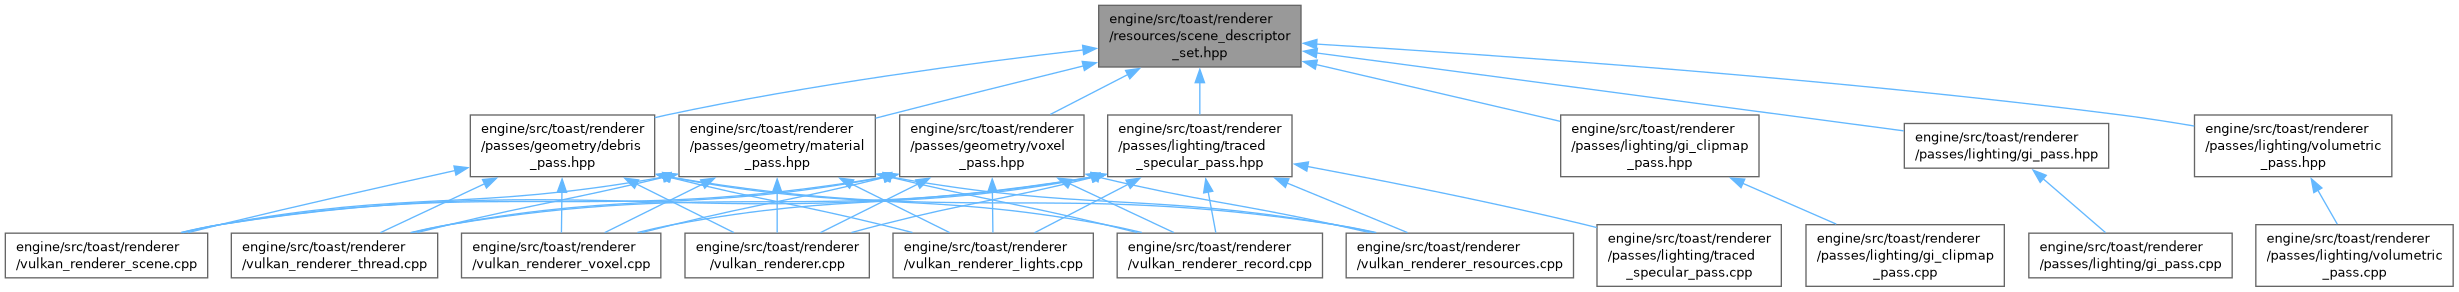 engine/src/toast/renderer
/resources/scene_descriptor
_set.hpp
engine/src/toast/renderer
/passes/geometry/debris
_pass.hpp
engine/src/toast/renderer
/passes/geometry/material
_pass.hpp
engine/src/toast/renderer
/passes/geometry/voxel
_pass.hpp
engine/src/toast/renderer
/passes/lighting/traced
_specular_pass.hpp
engine/src/toast/renderer
/passes/lighting/gi_clipmap
_pass.hpp
engine/src/toast/renderer
/passes/lighting/gi_pass.hpp
engine/src/toast/renderer
/passes/lighting/volumetric
_pass.hpp
engine/src/toast/renderer
/vulkan_renderer_scene.cpp
engine/src/toast/renderer
/vulkan_renderer_thread.cpp
engine/src/toast/renderer
/vulkan_renderer_voxel.cpp
engine/src/toast/renderer
/vulkan_renderer.cpp
engine/src/toast/renderer
/vulkan_renderer_lights.cpp
engine/src/toast/renderer
/vulkan_renderer_record.cpp
engine/src/toast/renderer
/vulkan_renderer_resources.cpp
engine/src/toast/renderer
/passes/lighting/traced
_specular_pass.cpp
engine/src/toast/renderer
/passes/lighting/gi_clipmap
_pass.cpp
engine/src/toast/renderer
/passes/lighting/gi_pass.cpp
engine/src/toast/renderer
/passes/lighting/volumetric
_pass.cpp